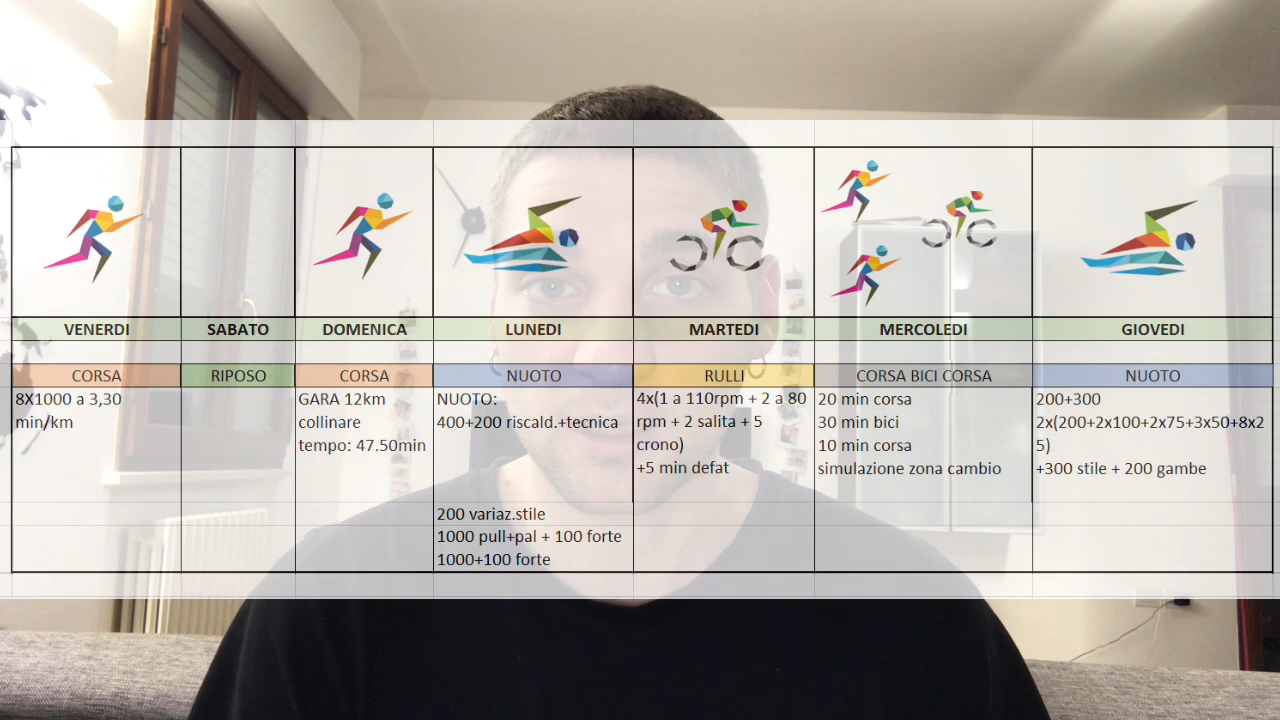 VENERDI SABATO DOMENICA LUNEDI MARTEDI MERCOLEDI GIOVEDI
CORSA RIPOSO CORSA NUOTO RULLI CORSA BICI CORSA NUOTO
8X1000 a 3,30
min/km
GARA 12km
collinare
tempo: 47.50min
NUOTO:
400+200 riscald.+tecnica
200 variaz.stile
1000 pull+pal + 100 forte
1000+100 forte
4x(1 a 110rpm + 2 a 80
rpm + 2 salita + 5
crono)
+5 min defat
20 min corsa
30 min bici
10 min corsa
simulazione zona cambio
200+300
2x(200+2x100+2x75+3x50+8x2
5)
+300 stile + 200 gambe